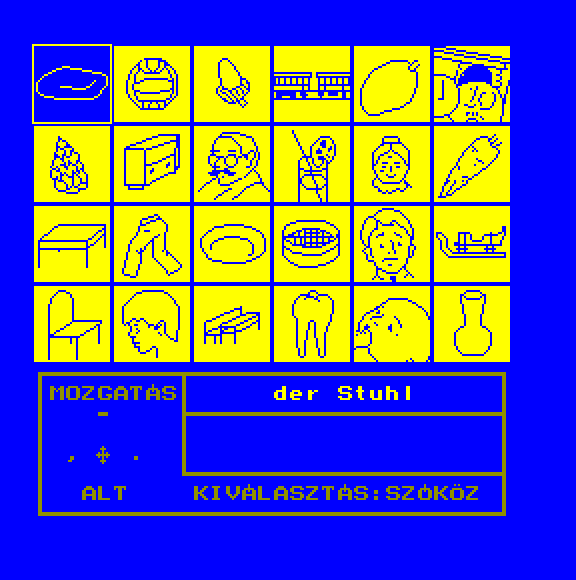 MOZGATÁS
der Stuhl
-
, .
ALT
KIVÁLASZTÁS:SZÓKÖZ